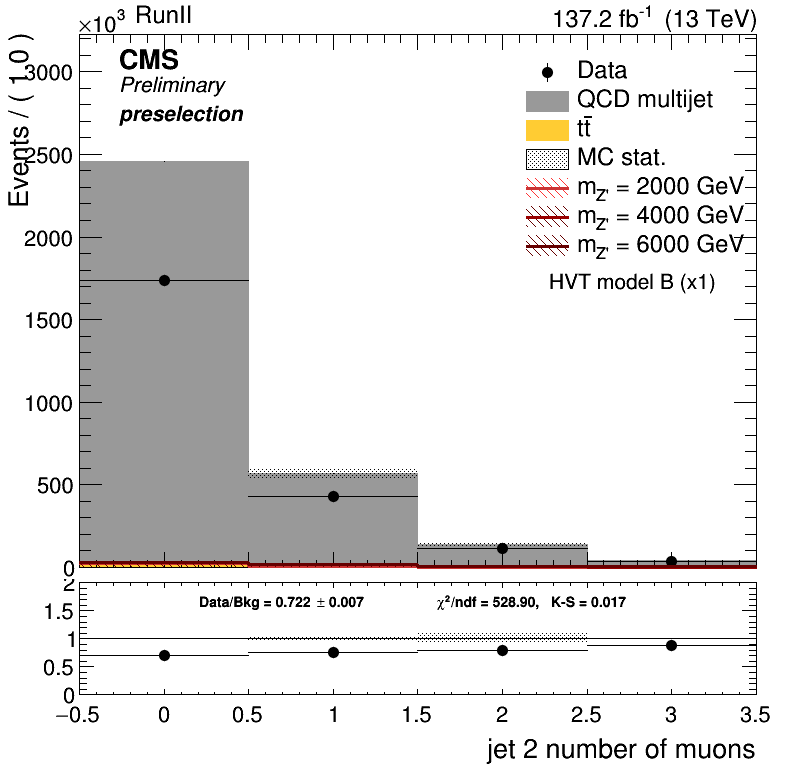 ×10³ RunII 137.2 fb⁻¹ (13 TeV)
Events / ( 1.0 )
3000
2500
2000
1500
1000
500
0
CMS
Preliminary
preselection
Data
QCD multijet
tt̄
MC stat.
m_Z' = 2000 GeV
m_Z' = 4000 GeV
m_Z' = 6000 GeV
HVT model B (x1)
2
1.5
1
0.5
0
Data/Bkg = 0.722 ± 0.007 χ²/ndf = 528.90, K-S = 0.017
−0.5 0 0.5 1 1.5 2 2.5 3 3.5
jet 2 number of muons